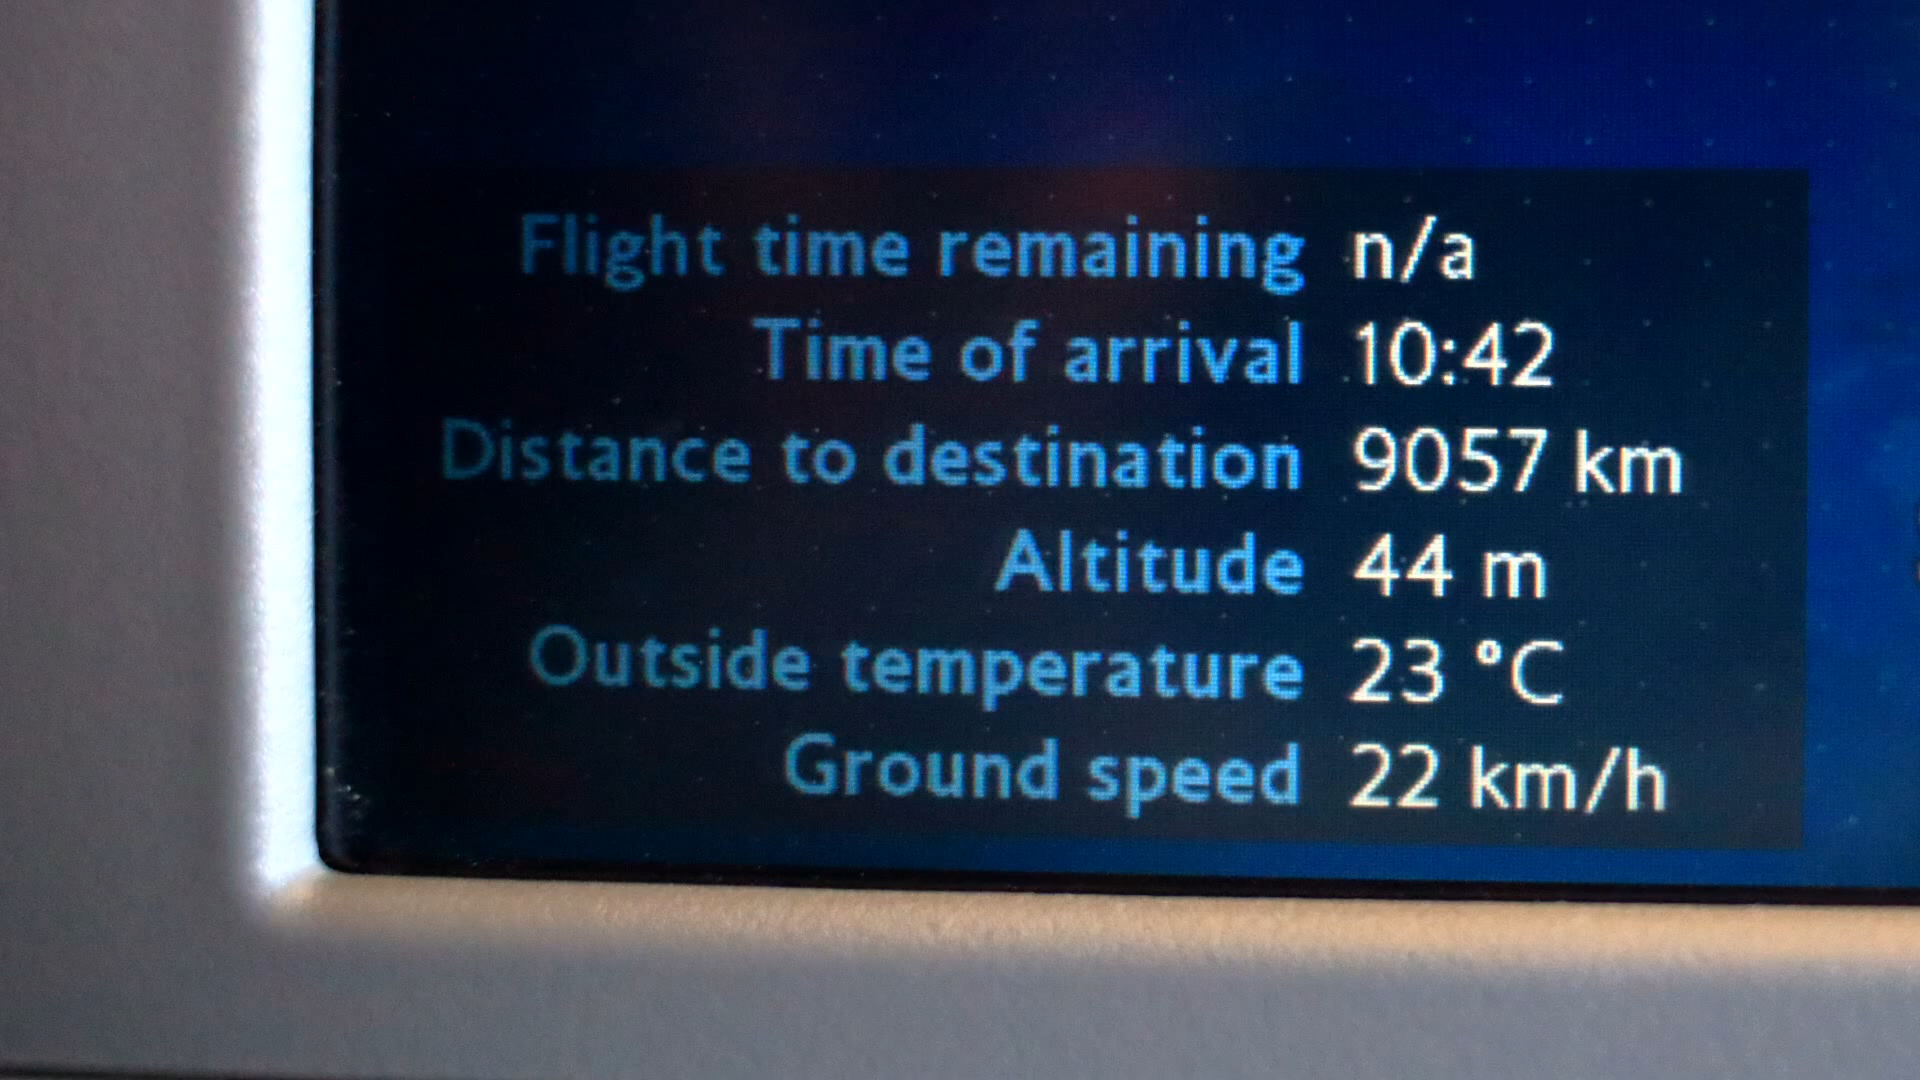 Flight time remaining n/a
Time of arrival 10:42
Distance to destination 9057 km
Altitude 44 m
Outside temperature 23 °C
Ground speed 22 km/h